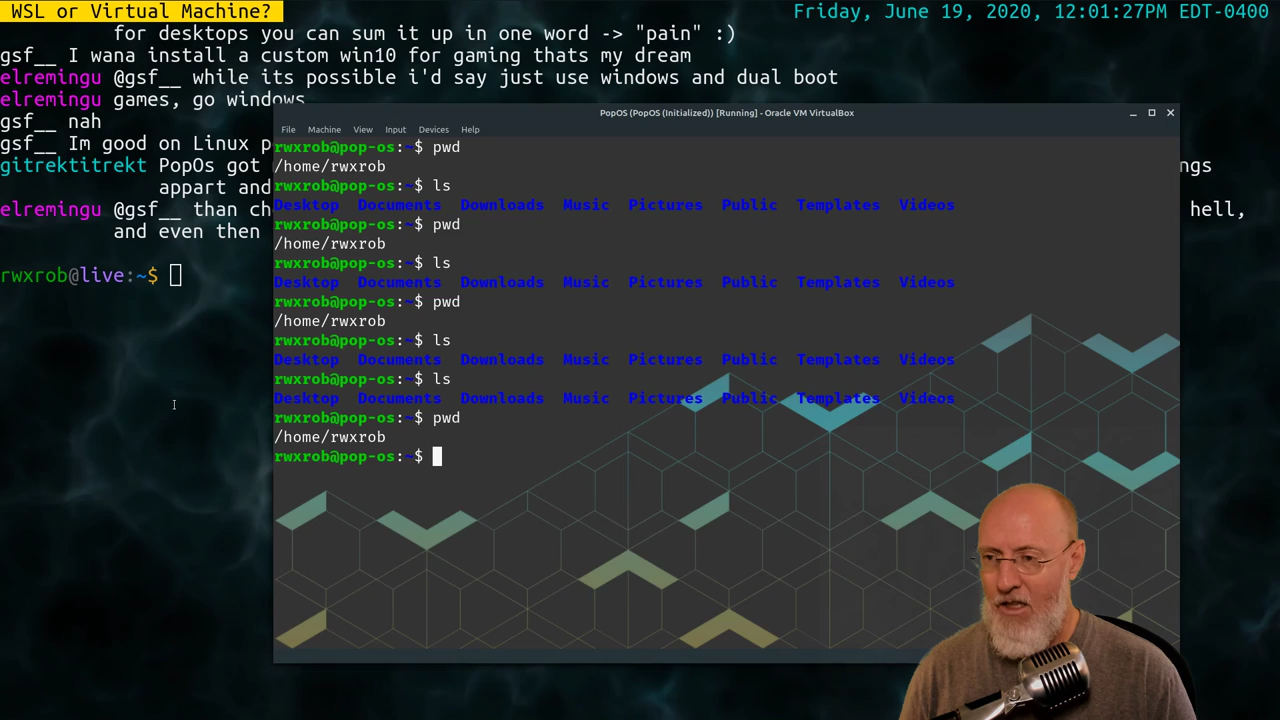 WSL or Virtual Machine?
Friday, June 19, 2020, 12:01:27PM EDT-0400
for desktops you can sum it up in one word -> "pain" :)
gsf__ I wana install a custom win10 for gaming thats my dream
elremingu @gsf__ while its possible i'd say just use windows and dual boot
elremingu games, go windows
gsf__ nah
gsf__ Im good on Linux p
gitrektitrekt PopOs got ngs
appart and
elremingu @gsf__ than ch hell,
and even then
rwxrob@live:~$
PopOS (PopOS (Initialized)) [Running] - Oracle VM VirtualBox
File Machine View Input Devices Help
rwxrob@pop-os:~$ pwd
/home/rwxrob
rwxrob@pop-os:~$ ls
Desktop Documents Downloads Music Pictures Public Templates Videos
rwxrob@pop-os:~$ pwd
/home/rwxrob
rwxrob@pop-os:~$ ls
Desktop Documents Downloads Music Pictures Public Templates Videos
rwxrob@pop-os:~$ pwd
/home/rwxrob
rwxrob@pop-os:~$ ls
Desktop Documents Downloads Music Pictures Public Templates Videos
rwxrob@pop-os:~$ ls
Desktop Documents Downloads Music Pictures Public Templates Videos
rwxrob@pop-os:~$ pwd
/home/rwxrob
rwxrob@pop-os:~$